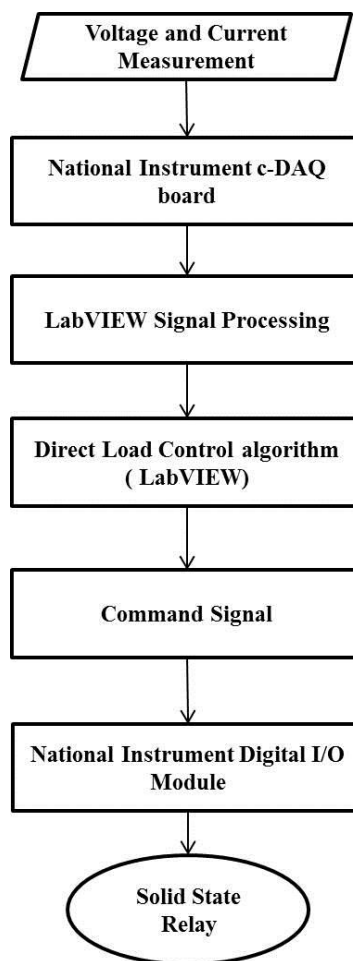 Voltage and Current
Measurement
National Instrument c-DAQ
board
LabVIEW Signal Processing
Direct Load Control algorithm
( LabVIEW)
Command Signal
National Instrument Digital I/O
Module
Solid State
Relay